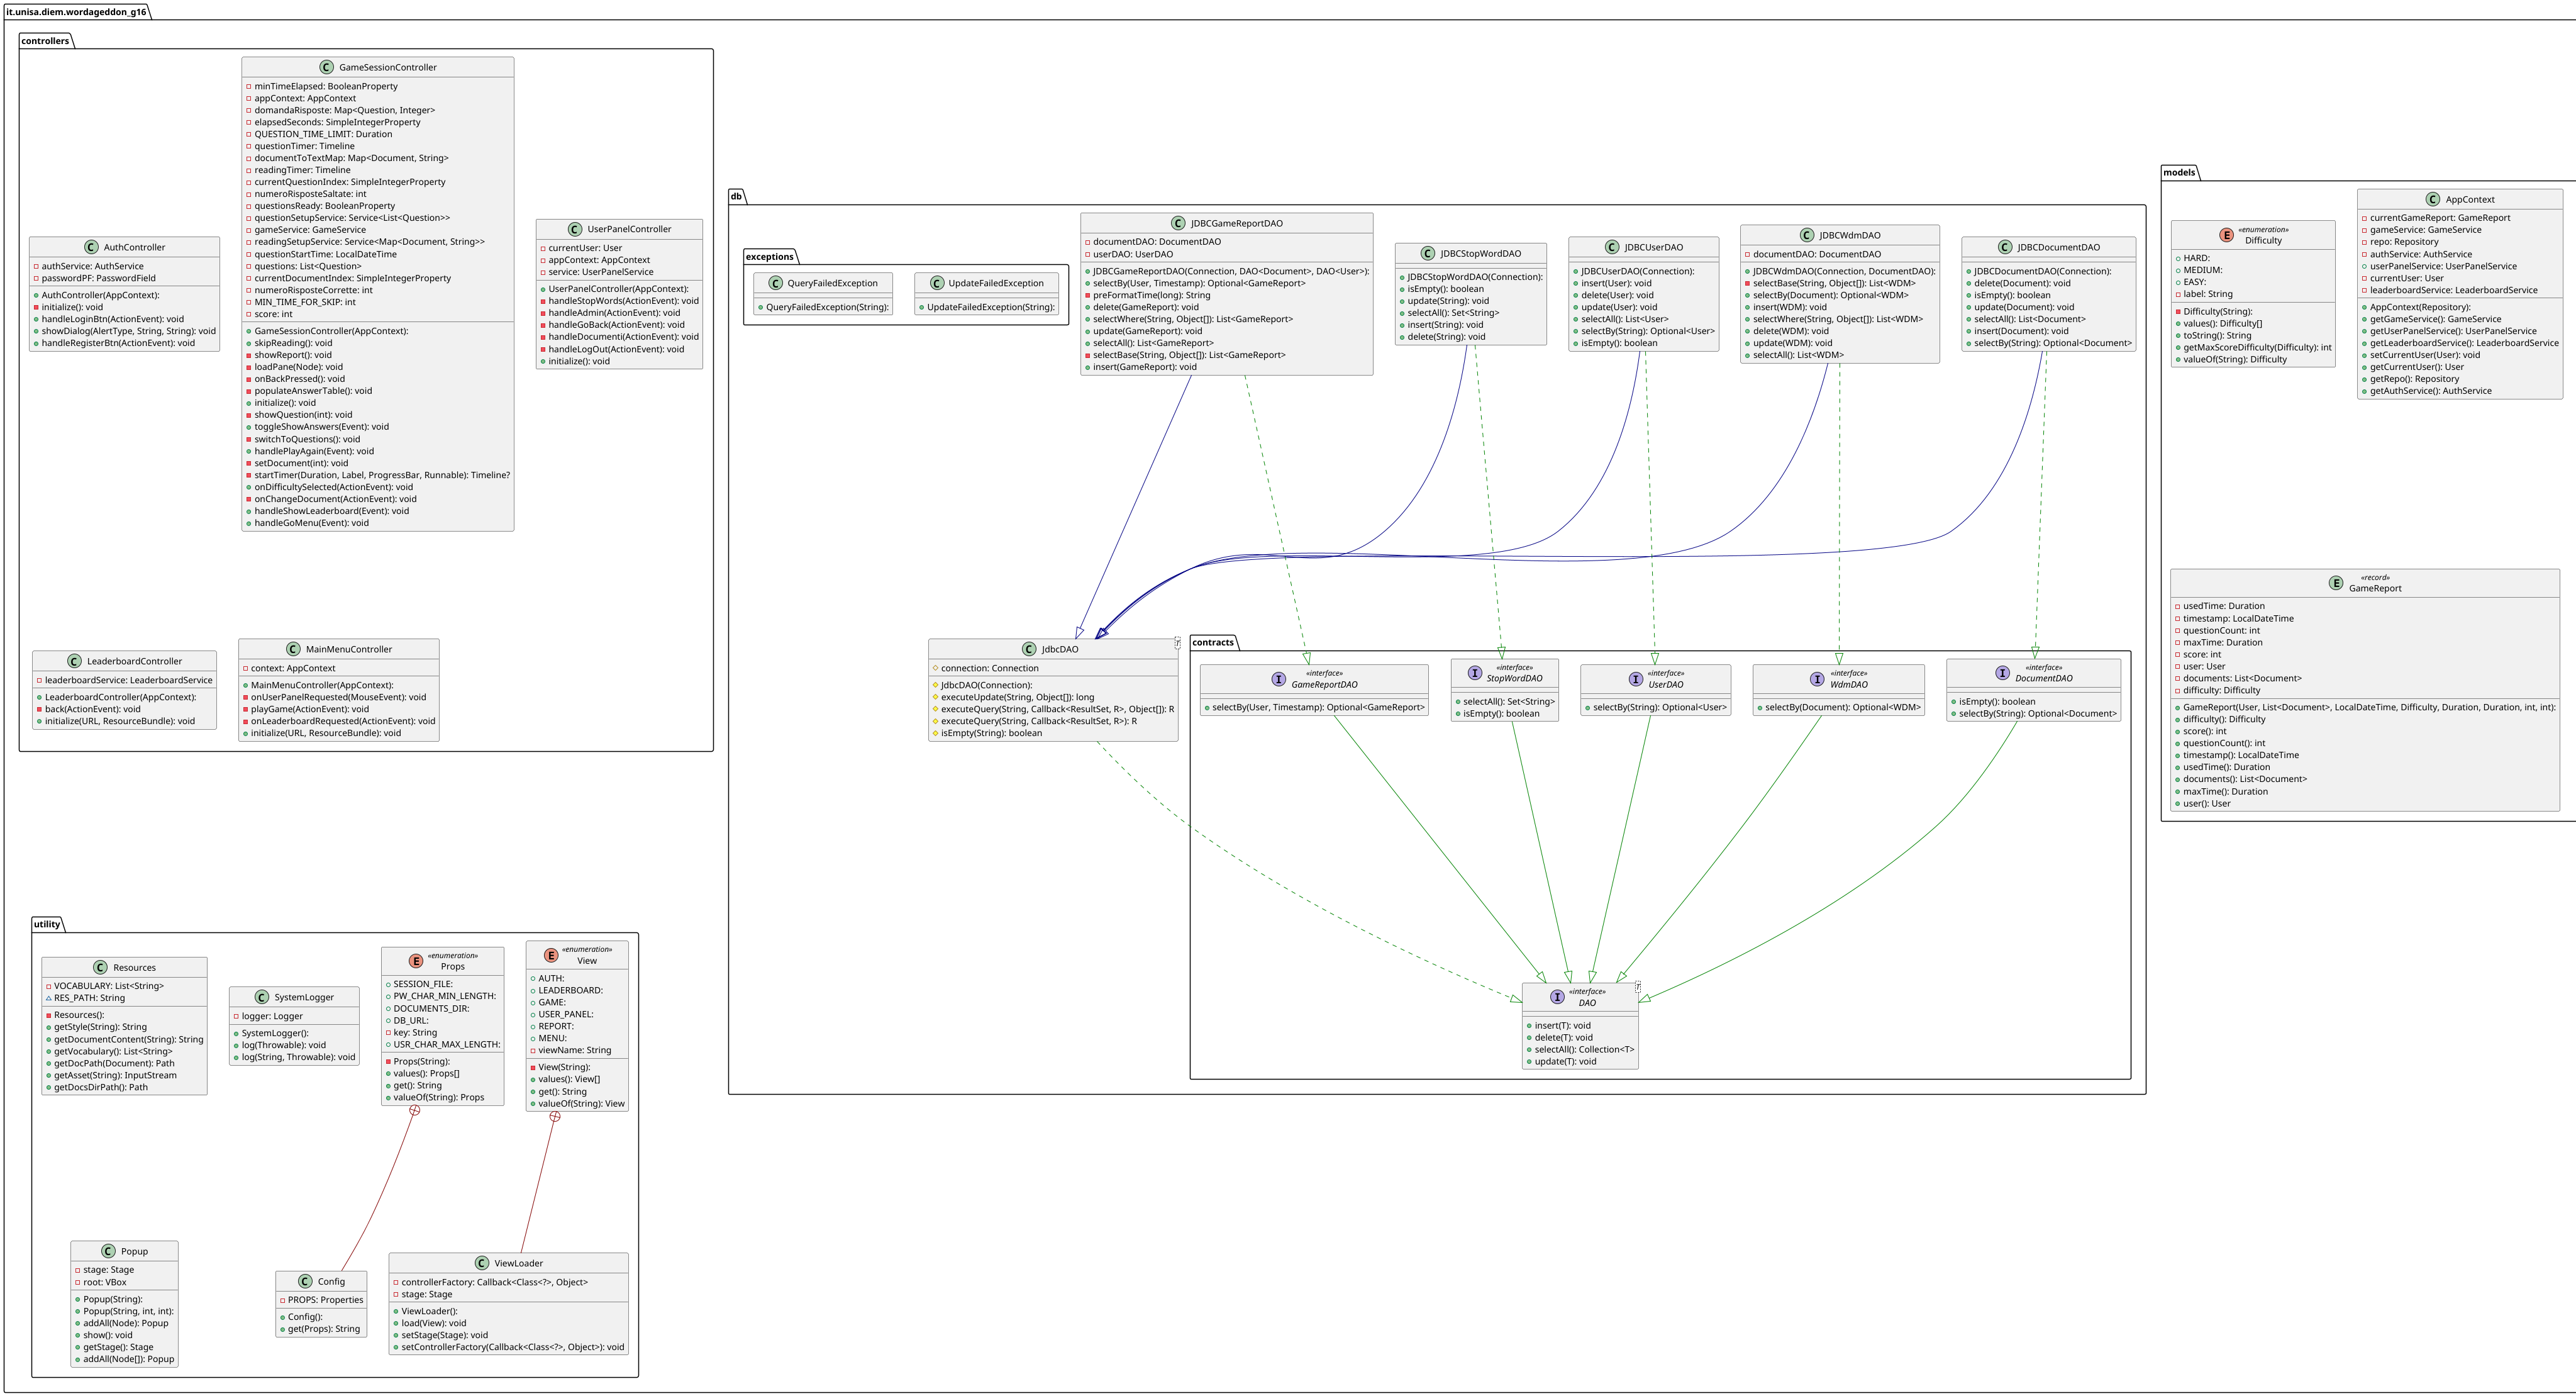 it.unisa.diem.wordageddon_g16
controllers
GameSessionController
minTimeElapsed: BooleanProperty
appContext: AppContext
domandaRisposte: Map<Question, Integer>
elapsedSeconds: SimpleIntegerProperty
QUESTION_TIME_LIMIT: Duration
questionTimer: Timeline
documentToTextMap: Map<Document, String>
readingTimer: Timeline
currentQuestionIndex: SimpleIntegerProperty
numeroRisposteSaltate: int
questionsReady: BooleanProperty
questionSetupService: Service<List<Question>>
gameService: GameService
readingSetupService: Service<Map<Document, String>>
questionStartTime: LocalDateTime
questions: List<Question>
currentDocumentIndex: SimpleIntegerProperty
numeroRisposteCorrette: int
MIN_TIME_FOR_SKIP: int
score: int
GameSessionController(AppContext):
skipReading(): void
showReport(): void
loadPane(Node): void
onBackPressed(): void
populateAnswerTable(): void
initialize(): void
showQuestion(int): void
toggleShowAnswers(Event): void
switchToQuestions(): void
handlePlayAgain(Event): void
setDocument(int): void
startTimer(Duration, Label, ProgressBar, Runnable): Timeline?
onDifficultySelected(ActionEvent): void
onChangeDocument(ActionEvent): void
handleShowLeaderboard(Event): void
handleGoMenu(Event): void
AuthController
authService: AuthService
passwordPF: PasswordField
AuthController(AppContext):
initialize(): void
handleLoginBtn(ActionEvent): void
showDialog(AlertType, String, String): void
handleRegisterBtn(ActionEvent): void
UserPanelController
currentUser: User
appContext: AppContext
service: UserPanelService
UserPanelController(AppContext):
handleStopWords(ActionEvent): void
handleAdmin(ActionEvent): void
handleGoBack(ActionEvent): void
handleDocumenti(ActionEvent): void
handleLogOut(ActionEvent): void
initialize(): void
LeaderboardController
leaderboardService: LeaderboardService
LeaderboardController(AppContext):
back(ActionEvent): void
initialize(URL, ResourceBundle): void
MainMenuController
context: AppContext
MainMenuController(AppContext):
onUserPanelRequested(MouseEvent): void
playGame(ActionEvent): void
onLeaderboardRequested(ActionEvent): void
initialize(URL, ResourceBundle): void
utility
Resources
VOCABULARY: List<String>
RES_PATH: String
Resources():
getStyle(String): String
getDocumentContent(String): String
getVocabulary(): List<String>
getDocPath(Document): Path
getAsset(String): InputStream
getDocsDirPath(): Path
SystemLogger
logger: Logger
SystemLogger():
log(Throwable): void
log(String, Throwable): void
«enumeration»
Props
SESSION_FILE:
PW_CHAR_MIN_LENGTH:
DOCUMENTS_DIR:
DB_URL:
key: String
USR_CHAR_MAX_LENGTH:
Props(String):
values(): Props[]
get(): String
valueOf(String): Props
«enumeration»
View
AUTH:
LEADERBOARD:
GAME:
USER_PANEL:
REPORT:
MENU:
viewName: String
View(String):
values(): View[]
get(): String
valueOf(String): View
Popup
stage: Stage
root: VBox
Popup(String):
Popup(String, int, int):
addAll(Node): Popup
show(): void
getStage(): Stage
addAll(Node[]): Popup
Config
PROPS: Properties
Config():
get(Props): String
ViewLoader
controllerFactory: Callback<Class<?>, Object>
stage: Stage
ViewLoader():
load(View): void
setStage(Stage): void
setControllerFactory(Callback<Class<?>, Object>): void
db
exceptions
QueryFailedException
QueryFailedException(String):
UpdateFailedException
UpdateFailedException(String):
JDBCGameReportDAO
documentDAO: DocumentDAO
userDAO: UserDAO
JDBCGameReportDAO(Connection, DAO<Document>, DAO<User>):
selectBy(User, Timestamp): Optional<GameReport>
preFormatTime(long): String
delete(GameReport): void
selectWhere(String, Object[]): List<GameReport>
update(GameReport): void
selectAll(): List<GameReport>
selectBase(String, Object[]): List<GameReport>
insert(GameReport): void
JDBCStopWordDAO
JDBCStopWordDAO(Connection):
isEmpty(): boolean
update(String): void
selectAll(): Set<String>
insert(String): void
delete(String): void
JDBCUserDAO
JDBCUserDAO(Connection):
insert(User): void
delete(User): void
update(User): void
selectAll(): List<User>
selectBy(String): Optional<User>
isEmpty(): boolean
JDBCWdmDAO
documentDAO: DocumentDAO
JDBCWdmDAO(Connection, DocumentDAO):
selectBase(String, Object[]): List<WDM>
selectBy(Document): Optional<WDM>
insert(WDM): void
selectWhere(String, Object[]): List<WDM>
delete(WDM): void
update(WDM): void
selectAll(): List<WDM>
JDBCDocumentDAO
JDBCDocumentDAO(Connection):
delete(Document): void
isEmpty(): boolean
update(Document): void
selectAll(): List<Document>
insert(Document): void
selectBy(String): Optional<Document>
JdbcDAO
connection: Connection
JdbcDAO(Connection):
executeUpdate(String, Object[]): long
executeQuery(String, Callback<ResultSet, R>, Object[]): R
executeQuery(String, Callback<ResultSet, R>): R
isEmpty(String): boolean
contracts
«interface»
GameReportDAO
selectBy(User, Timestamp): Optional<GameReport>
«interface»
StopWordDAO
selectAll(): Set<String>
isEmpty(): boolean
«interface»
UserDAO
selectBy(String): Optional<User>
«interface»
WdmDAO
selectBy(Document): Optional<WDM>
«interface»
DocumentDAO
isEmpty(): boolean
selectBy(String): Optional<Document>
«interface»
DAO
insert(T): void
delete(T): void
selectAll(): Collection<T>
update(T): void
models
«enumeration»
Difficulty
HARD:
MEDIUM:
EASY:
label: String
Difficulty(String):
values(): Difficulty[]
toString(): String
getMaxScoreDifficulty(Difficulty): int
valueOf(String): Difficulty
AppContext
currentGameReport: GameReport
gameService: GameService
repo: Repository
authService: AuthService
currentUser: User
userPanelService: UserPanelService
leaderboardService: LeaderboardService
AppContext(Repository):
getGameService(): GameService
getUserPanelService(): UserPanelService
getLeaderboardService(): LeaderboardService
setCurrentUser(User): void
getCurrentUser(): User
getRepo(): Repository
getAuthService(): AuthService
«record»
GameReport
usedTime: Duration
timestamp: LocalDateTime
questionCount: int
maxTime: Duration
score: int
user: User
documents: List<Document>
difficulty: Difficulty
GameReport(User, List<Document>, LocalDateTime, Difficulty, Duration, Duration, int, int):
difficulty(): Difficulty
score(): int
questionCount(): int
timestamp(): LocalDateTime
usedTime(): Duration
documents(): List<Document>
maxTime(): Duration
user(): User